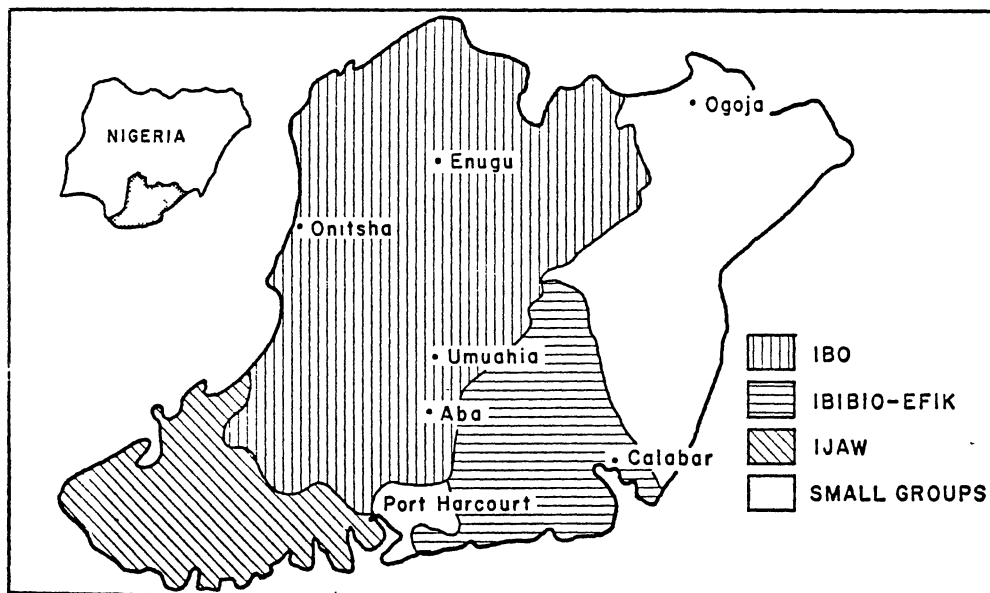 NIGERIA
Ogoja
Enugu
Onitsha
Umuahia
Aba
Calabar
Port Harcourt
IBO
IBIBIO-EFIK
IJAW
SMALL GROUPS